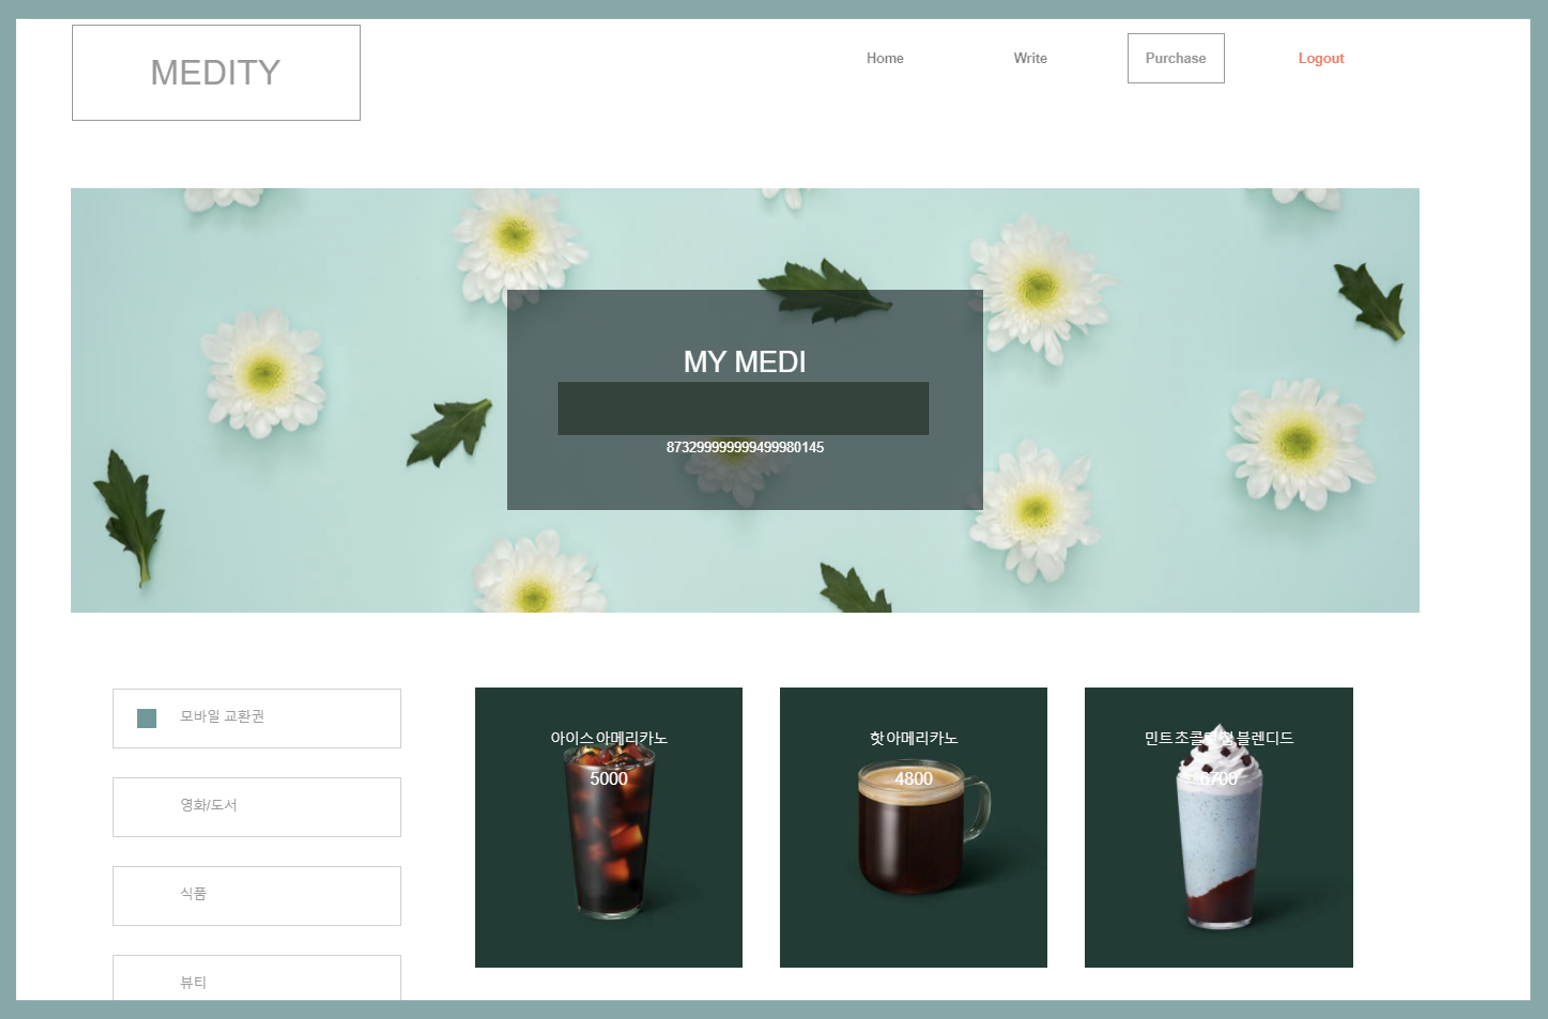 MEDITY
Home
Write
Purchase
Logout
MY MEDI
873299999999499980145
모바일 교환권
영화/도서
식품
뷰티
아이스 아메리카노
5000
핫 아메리카노
4800
민트 초콜릿 칩 블렌디드
6700